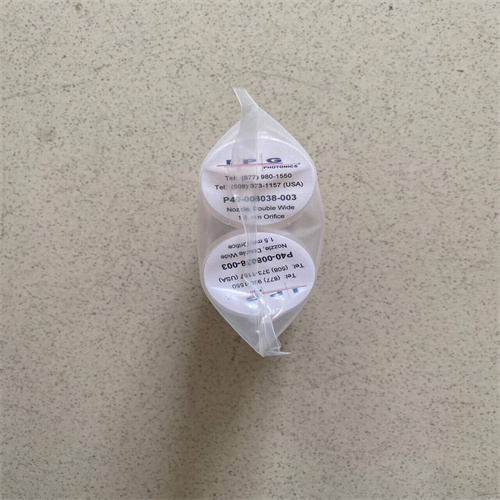 IPG
PHOTONICS
Tel: (877) 980-1550
Tel: (508) 373-1157 (USA)
P40-008038-003
Nozzle, Double Wide
1.5 mm Orifice
IPG
Tel: (877) 980-1550
Tel: (508) 373-1157 (USA)
P40-008038-003
Nozzle, Double Wide
1.5 mm Orifice